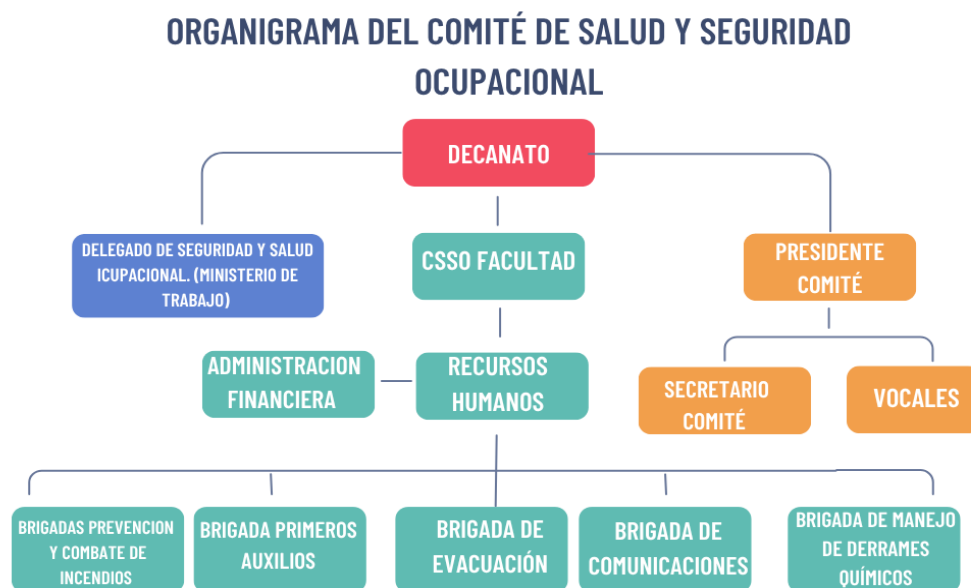 ORGANIGRAMA DEL COMITÉ DE SALUD Y SEGURIDAD
OCUPACIONAL
DECANATO
DELEGADO DE SEGURIDAD Y SALUD
ICUPACIONAL. (MINISTERIO DE
TRABAJO)
CSSO FACULTAD
PRESIDENTE
COMITÉ
ADMINISTRACION
FINANCIERA
RECURSOS
HUMANOS
SECRETARIO
COMITÉ
VOCALES
BRIGADAS PREVENCION
Y COMBATE DE
INCENDIOS
BRIGADA PRIMEROS
AUXILIOS
BRIGADA DE
EVACUACIÓN
BRIGADA DE
COMUNICACIONES
BRIGADA DE MANEJO
DE DERRAMES
QUÍMICOS